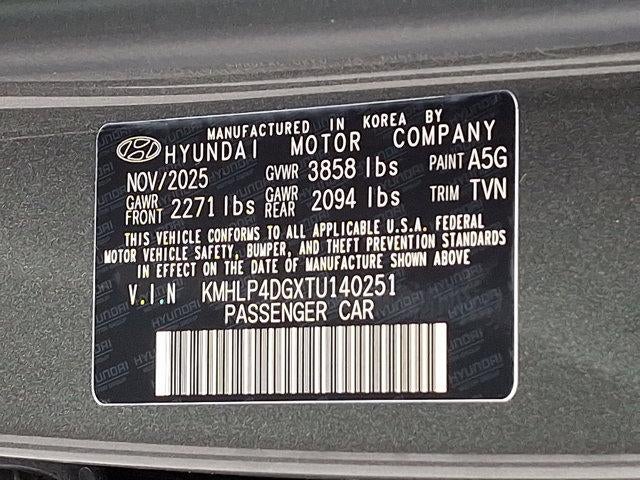 MANUFACTURED IN KOREA BY
HYUNDAI MOTOR COMPANY
NOV/2025 GVWR 3858 lbs PAINT A5G
GAWR FRONT 2271 lbs GAWR REAR 2094 lbs TRIM TVN
THIS VEHICLE CONFORMS TO ALL APPLICABLE U.S.A. FEDERAL
MOTOR VEHICLE SAFETY, BUMPER, AND THEFT PREVENTION STANDARDS
IN EFFECT ON THE DATE OF MANUFACTURE SHOWN ABOVE
V.I.N KMHLP4DGXTU140251
PASSENGER CAR